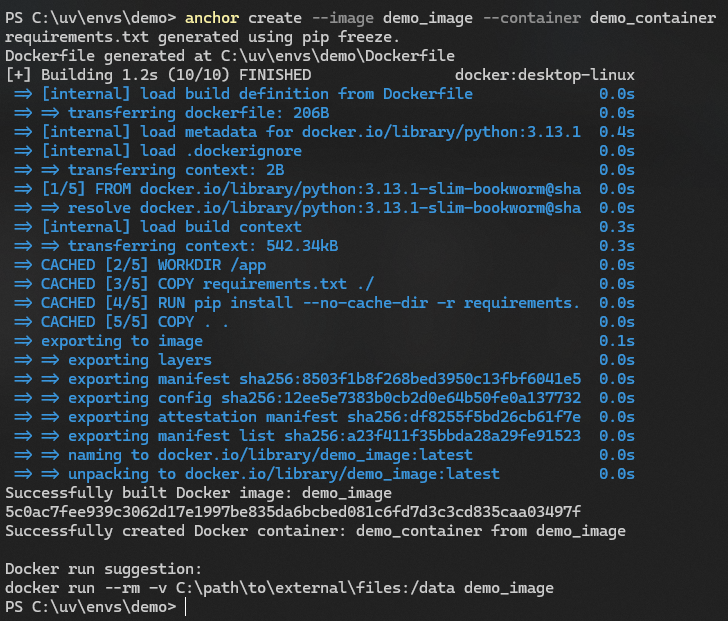 PS C:\uv\envs\demo> anchor create --image demo_image --container demo_container
requirements.txt generated using pip freeze.
Dockerfile generated at C:\uv\envs\demo\Dockerfile
[+] Building 1.2s (10/10) FINISHED docker:desktop-linux
=> [internal] load build definition from Dockerfile 0.0s
=> => transferring dockerfile: 206B 0.0s
=> [internal] load metadata for docker.io/library/python:3.13.1 0.4s
=> [internal] load .dockerignore 0.0s
=> => transferring context: 2B 0.0s
=> [1/5] FROM docker.io/library/python:3.13.1-slim-bookworm@sha 0.0s
=> => resolve docker.io/library/python:3.13.1-slim-bookworm@sha 0.0s
=> [internal] load build context 0.3s
=> => transferring context: 542.34kB 0.3s
=> CACHED [2/5] WORKDIR /app 0.0s
=> CACHED [3/5] COPY requirements.txt ./ 0.0s
=> CACHED [4/5] RUN pip install --no-cache-dir -r requirements. 0.0s
=> CACHED [5/5] COPY . . 0.0s
=> exporting to image 0.1s
=> => exporting layers 0.0s
=> => exporting manifest sha256:8503f1b8f268bed3950c13fbf6041e5 0.0s
=> => exporting config sha256:12ee5e7383b0cb2d0e64b50fe0a137732 0.0s
=> => exporting attestation manifest sha256:df8255f5bd26cb61f7e 0.0s
=> => exporting manifest list sha256:a23f411f35bbda28a29fe91523 0.0s
=> => naming to docker.io/library/demo_image:latest 0.0s
=> => unpacking to docker.io/library/demo_image:latest 0.0s
Successfully built Docker image: demo_image
5c0ac7fee939c3062d17e1997be835da6bcbed081c6fd7d3c3cd835caa03497f
Successfully created Docker container: demo_container from demo_image
Docker run suggestion:
docker run --rm -v C:\path\to\external\files:/data demo_image
PS C:\uv\envs\demo>